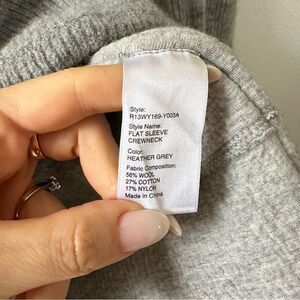 Style:
R13WY169-Y003A
Style Name:
FLAT SLEEVE
CREWNECK
Color:
HEATHER GREY
Fabric Composition:
56% WOOL
27% COTTON
17% NYLON
Made in China